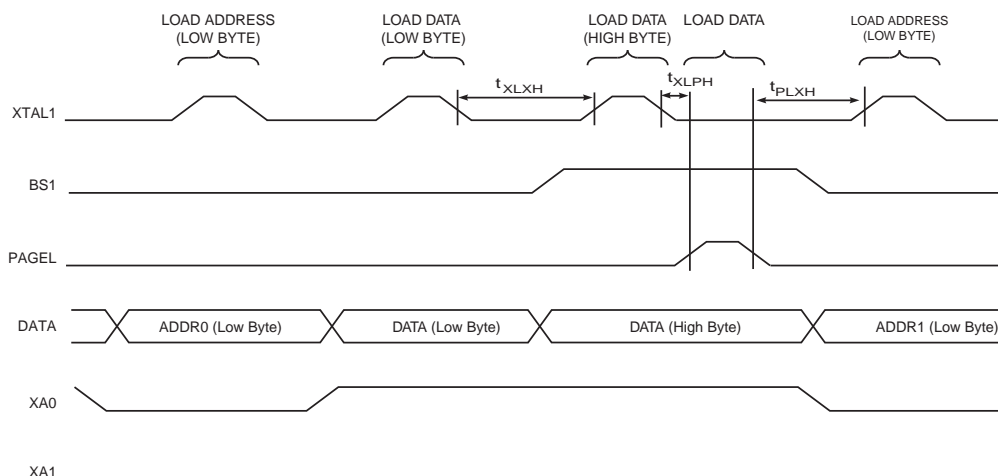 LOAD ADDRESS
(LOW BYTE)
LOAD DATA
(LOW BYTE)
LOAD DATA
(HIGH BYTE)
LOAD DATA
LOAD ADDRESS
(LOW BYTE)
tXLXH
tXLPH
tPLXH
XTAL1
BS1
PAGEL
DATA
ADDR0 (Low Byte)
DATA (Low Byte)
DATA (High Byte)
ADDR1 (Low Byte)
XA0
XA1